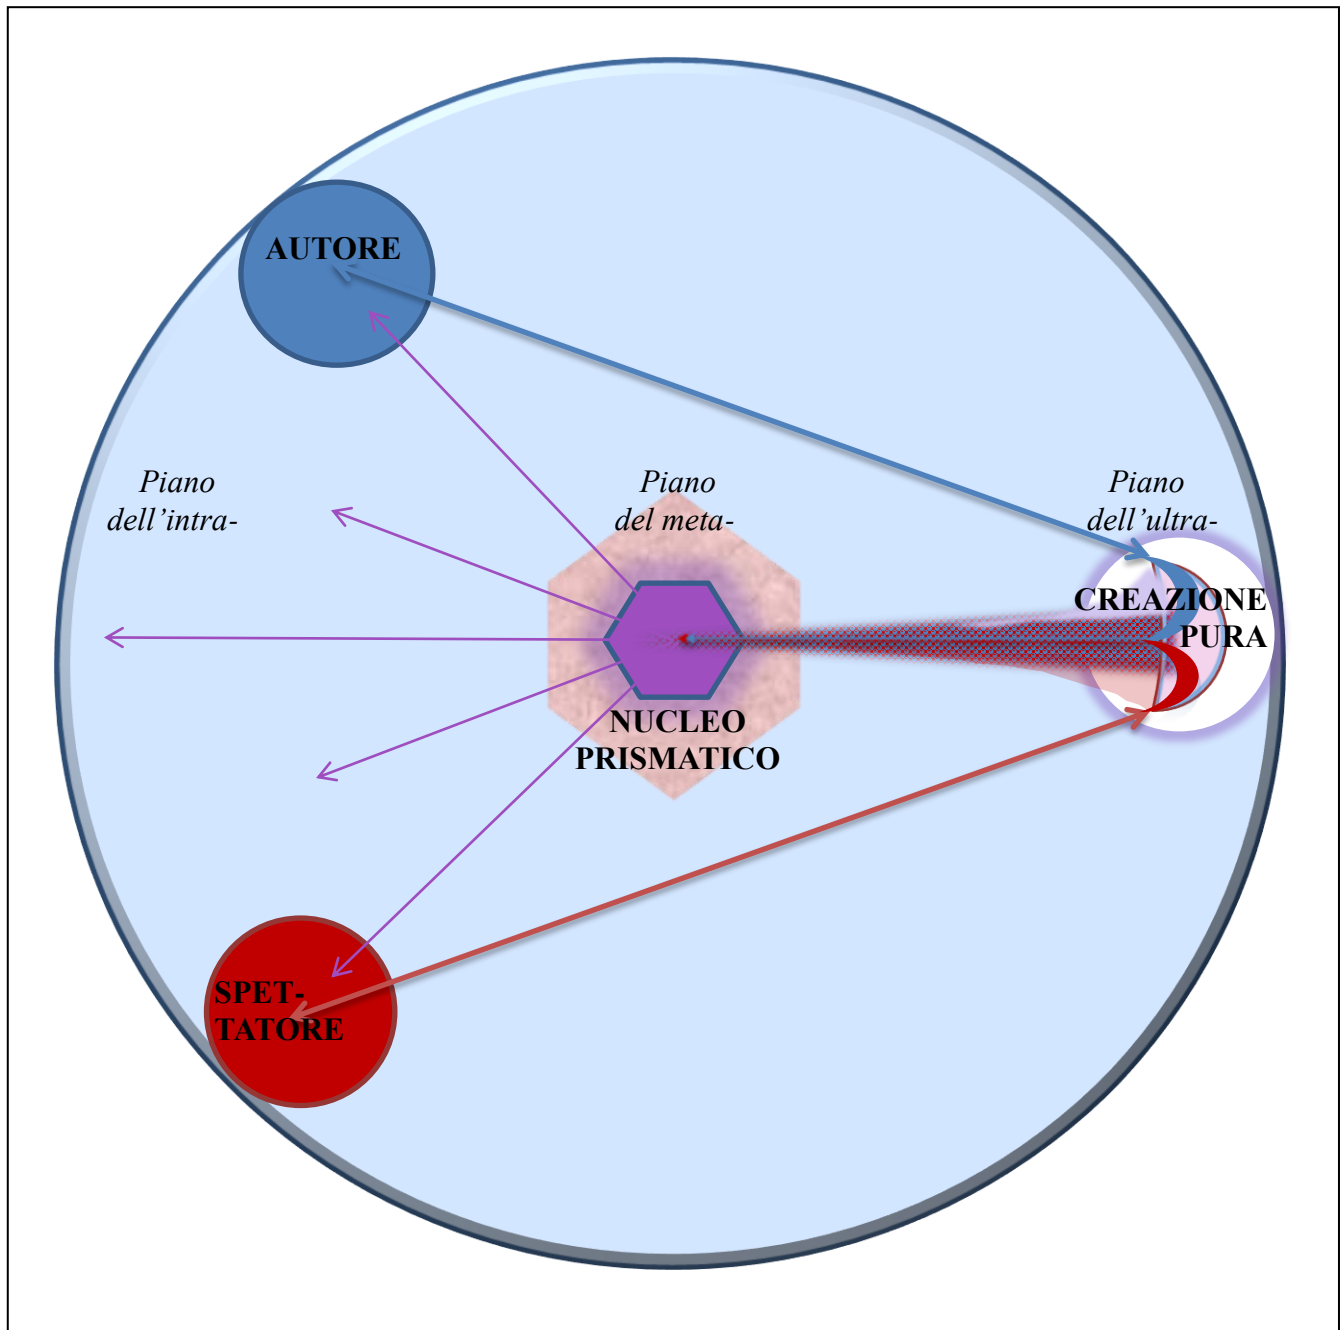 AUTORE
Piano
dell’intra-
Piano
del meta-
Piano
dell’ultra-
CREAZIONE
PURA
NUCLEO
PRISMATICO
SPET-
TATORE